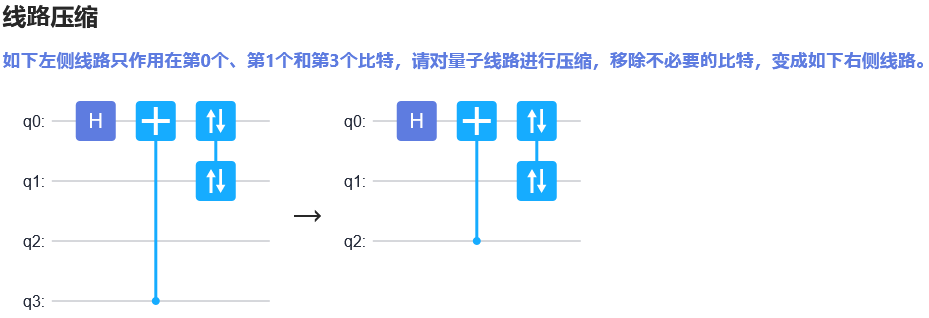 线路压缩
如下左侧线路只作用在第0个、第1个和第3个比特，请对量子线路进行压缩，移除不必要的比特，变成如下右侧线路。
q0: H
q1:
q2:
q3:
q0: H
q1:
q2: